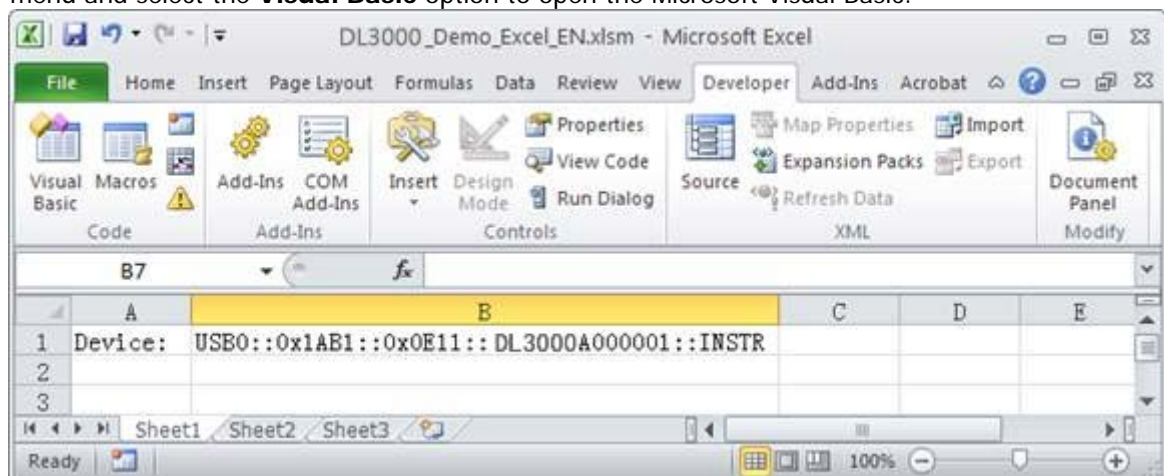 menu and select the Visual Basic option to open the Microsoft Visual Basic.
DL3000_Demo_Excel_EN.xlsm - Microsoft Excel
File Home Insert Page Layout Formulas Data Review View Developer Add-Ins Acrobat
Visual Basic
Macros
Code
Add-Ins
COM Add-Ins
Add-Ins
Insert
Design Mode
Properties
View Code
Run Dialog
Controls
Source
Map Properties
Expansion Packs
Refresh Data
Import
Export
XML
Document Panel
Modify
B7 fx
A B C D E
1 Device: USB0::0x1AB1::0x0E11::DL3000A000001::INSTR
2
3
Sheet1 Sheet2 Sheet3
Ready 100%